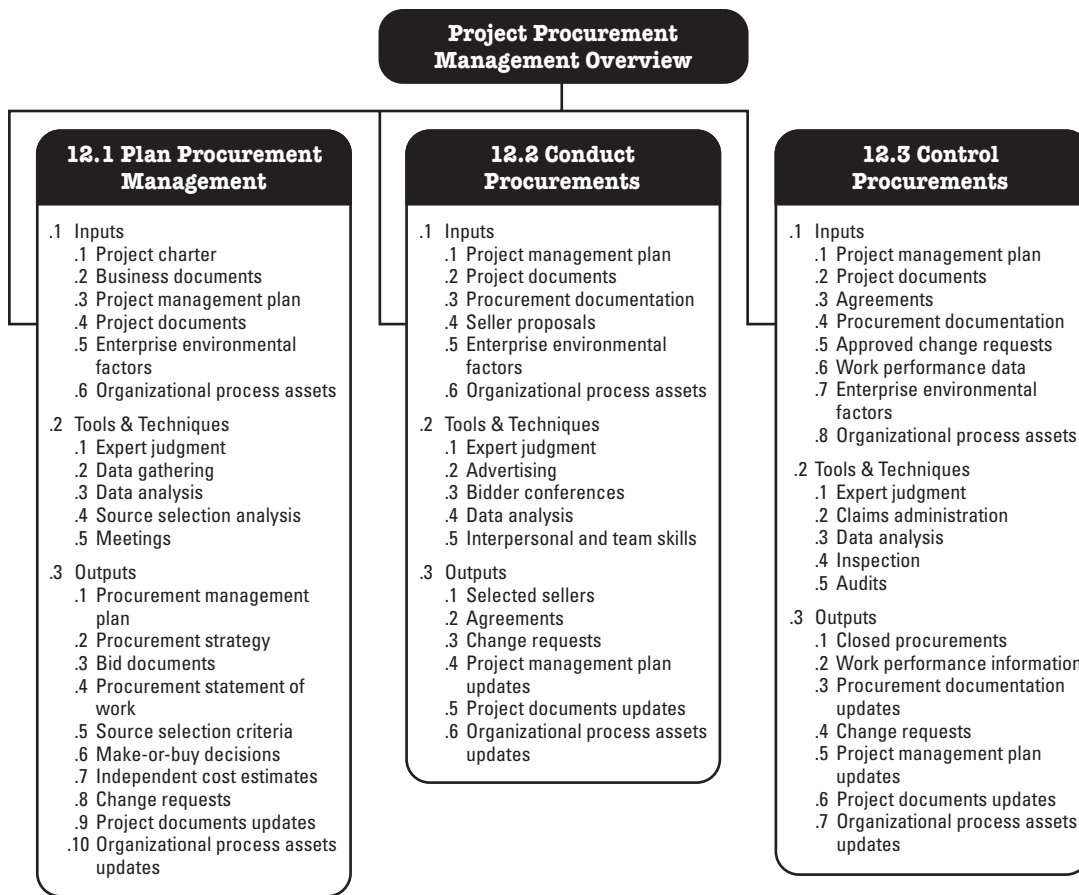 Project Procurement
Management Overview
12.1 Plan Procurement
Management
.1 Inputs
.1 Project charter
.2 Business documents
.3 Project management plan
.4 Project documents
.5 Enterprise environmental
factors
.6 Organizational process assets
.2 Tools & Techniques
.1 Expert judgment
.2 Data gathering
.3 Data analysis
.4 Source selection analysis
.5 Meetings
.3 Outputs
.1 Procurement management
plan
.2 Procurement strategy
.3 Bid documents
.4 Procurement statement of
work
.5 Source selection criteria
.6 Make-or-buy decisions
.7 Independent cost estimates
.8 Change requests
.9 Project documents updates
.10 Organizational process assets
updates
12.2 Conduct
Procurements
.1 Inputs
.1 Project management plan
.2 Project documents
.3 Procurement documentation
.4 Seller proposals
.5 Enterprise environmental
factors
.6 Organizational process assets
.2 Tools & Techniques
.1 Expert judgment
.2 Advertising
.3 Bidder conferences
.4 Data analysis
.5 Interpersonal and team skills
.3 Outputs
.1 Selected sellers
.2 Agreements
.3 Change requests
.4 Project management plan
updates
.5 Project documents updates
.6 Organizational process assets
updates
12.3 Control
Procurements
.1 Inputs
.1 Project management plan
.2 Project documents
.3 Agreements
.4 Procurement documentation
.5 Approved change requests
.6 Work performance data
.7 Enterprise environmental
factors
.8 Organizational process assets
.2 Tools & Techniques
.1 Expert judgment
.2 Claims administration
.3 Data analysis
.4 Inspection
.5 Audits
.3 Outputs
.1 Closed procurements
.2 Work performance information
.3 Procurement documentation
updates
.4 Change requests
.5 Project management plan
updates
.6 Project documents updates
.7 Organizational process assets
updates